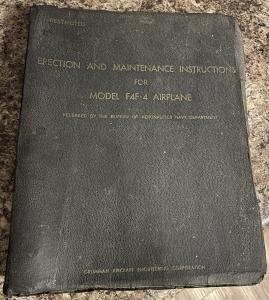 RESTRICTED
ERECTION AND MAINTENANCE INSTRUCTIONS
FOR
MODEL F4F-4 AIRPLANE
PREPARED BY THE BUREAU OF AERONAUTICS NAVY DEPARTMENT
GRUMMAN AIRCRAFT ENGINEERING CORPORATION